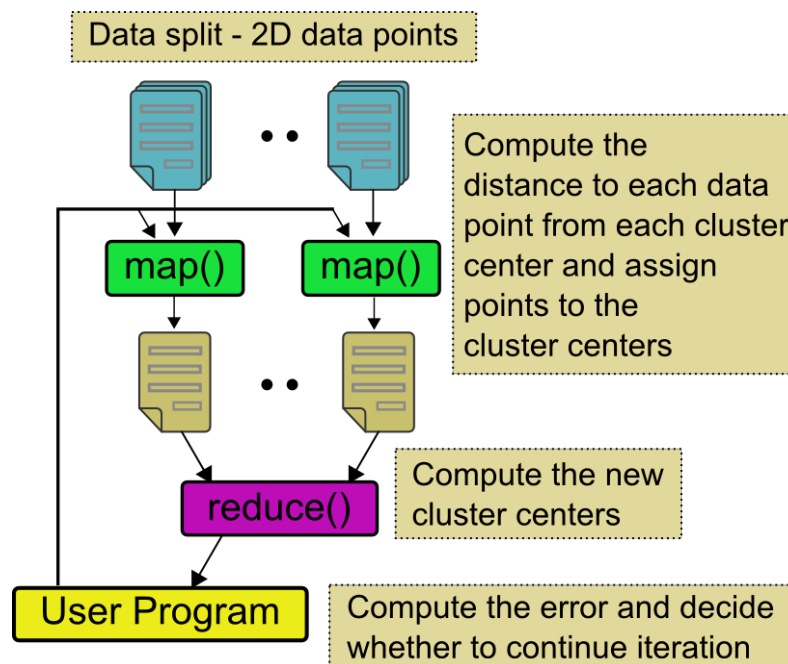 Data split - 2D data points
Compute the
distance to each data
point from each cluster
center and assign
points to the
cluster centers
map()
map()
Compute the new
cluster centers
reduce()
User Program
Compute the error and decide
whether to continue iteration